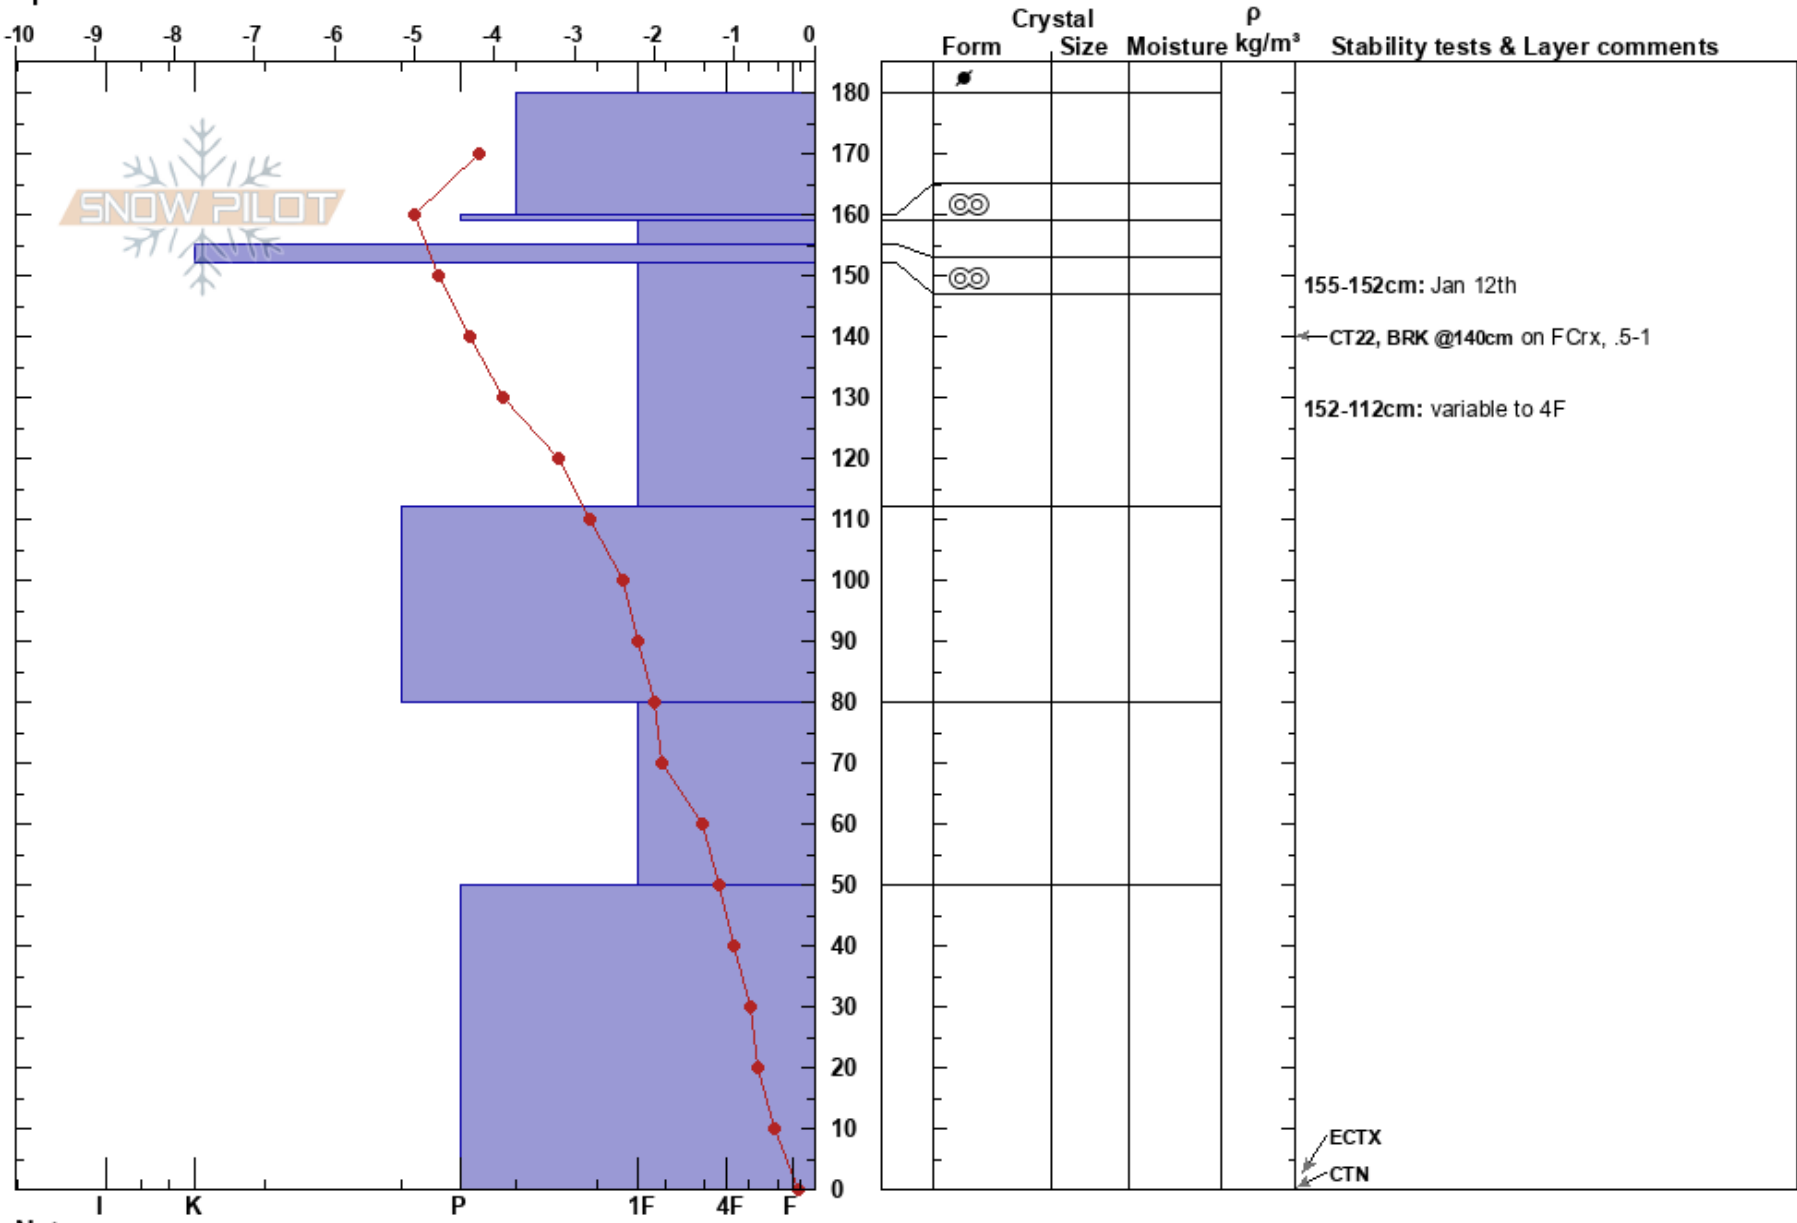 -10 -9 -8 -7 -6 -5 -4 -3 -2 -1 0
Crystal
Form Size Moisture ρ kg/m³ Stability tests & Layer comments
180
170
SNOW PILOT
160
150
155-152cm: Jan 12th
140
CT22, BRK @140cm on FCrx, .5-1
130
152-112cm: variable to 4F
120
110
100
90
80
70
60
50
40
30
20
10
ECTX
CTN
0
I K P 1F 4F F